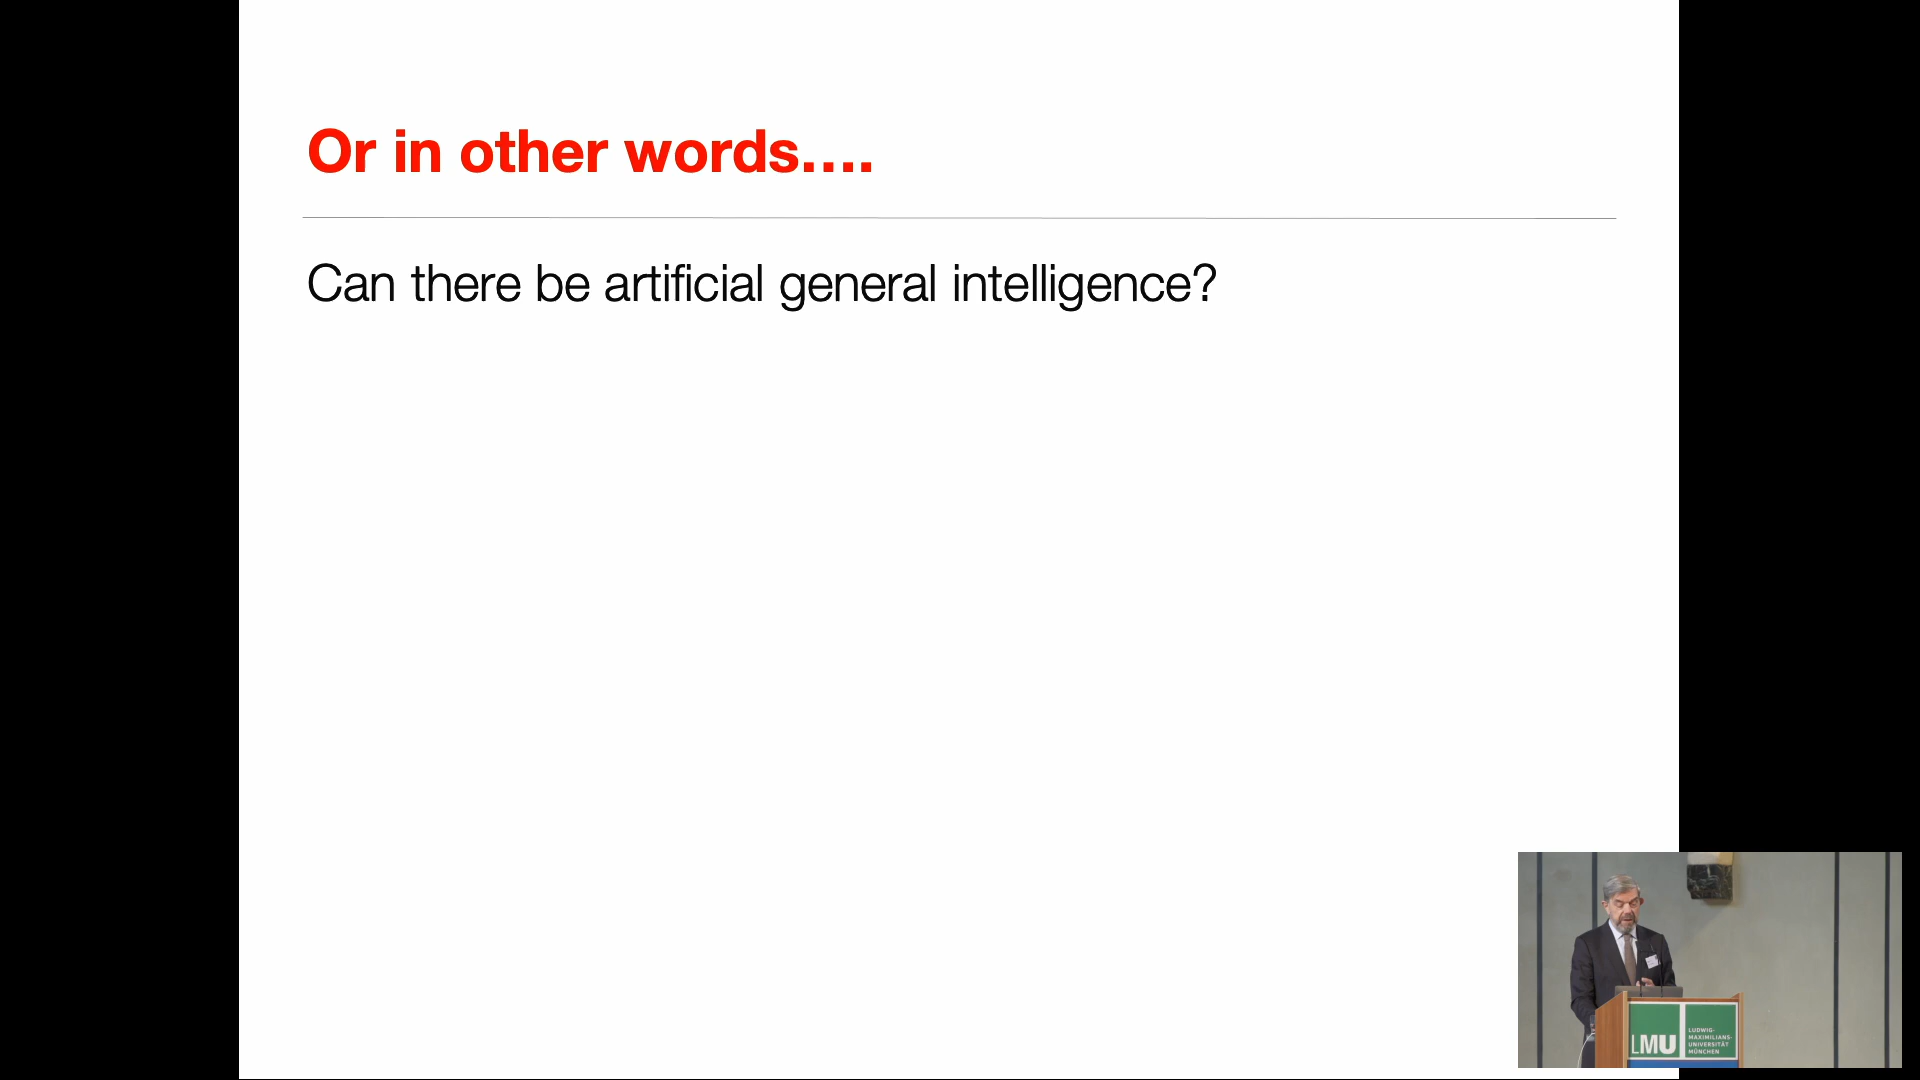 Or in other words....
Can there be artificial general intelligence?
LMU
LUDWIG-
MAXIMILIANS-
UNIVERSITÄT
MÜNCHEN